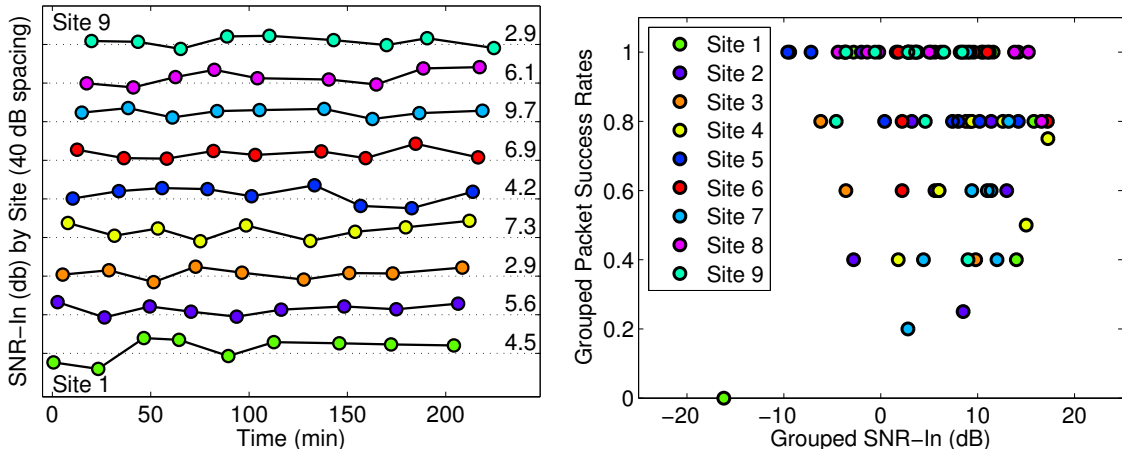 Site 9
2.9
6.1
9.7
6.9
4.2
7.3
2.9
5.6
4.5
Site 1
0
50
100
150
200
Time (min)
SNR−In (db) by Site (40 dB spacing)
Site 1
Site 2
Site 3
Site 4
Site 5
Site 6
Site 7
Site 8
Site 9
1
0.8
0.6
0.4
0.2
0
−20
−10
0
10
20
Grouped SNR−In (dB)
Grouped Packet Success Rates